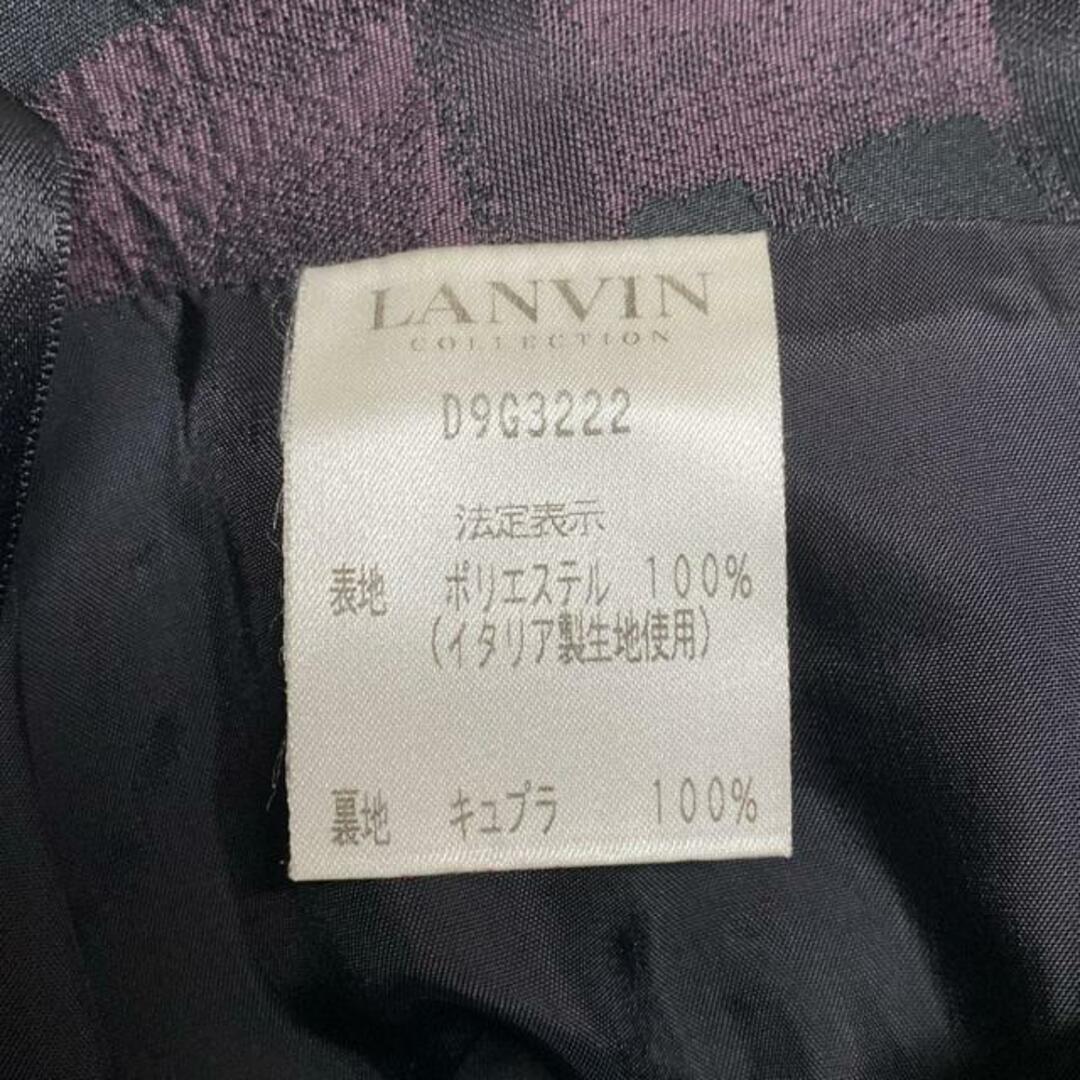 LANVIN
COLLECTION
D9G3222
法定表示
表地 ポリエステル 100%
(イタリア製生地使用)
裏地 キュプラ 100%